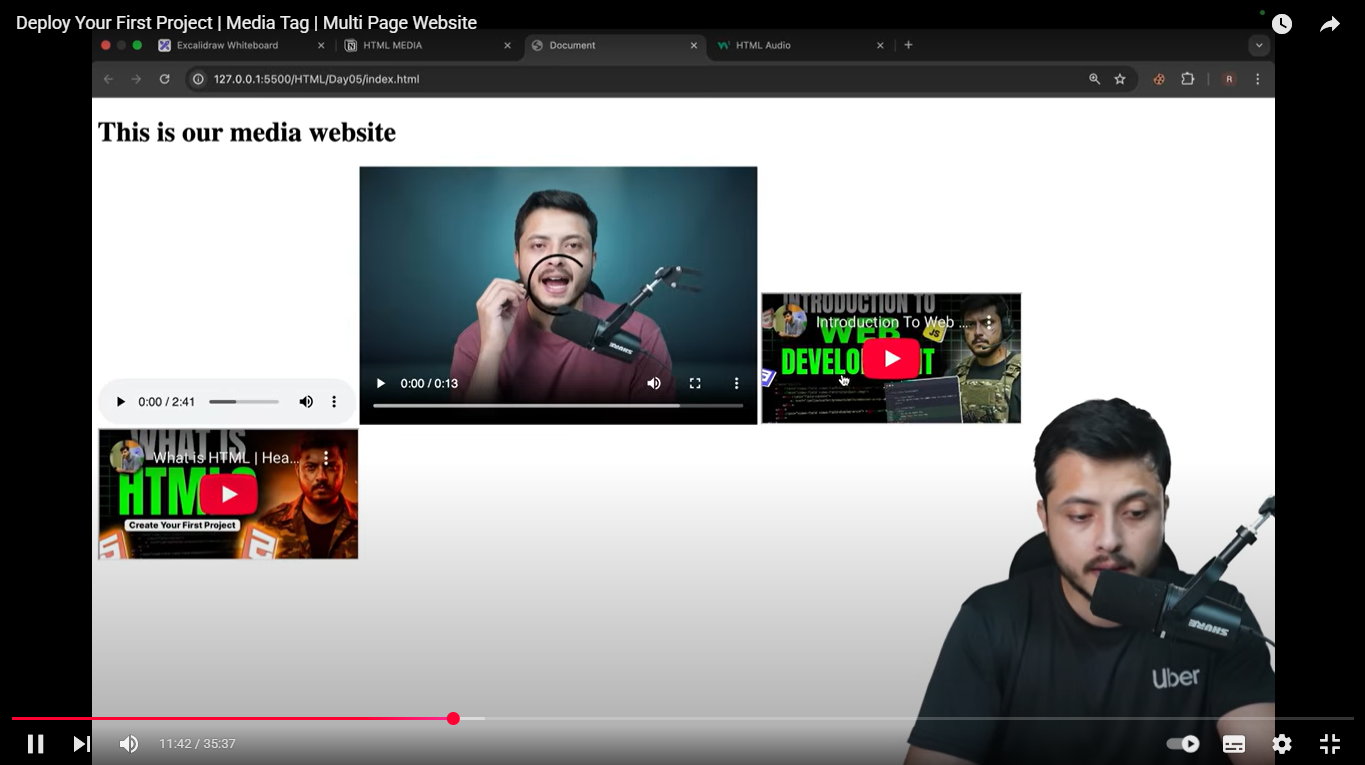 Deploy Your First Project | Media Tag | Multi Page Website
Excalidraw Whiteboard
HTML MEDIA
Document
HTML Audio
127.0.0.1:5500/HTML/Day05/index.html
R
This is our media website
0:00 / 0:13
INTRODUCTION TO
Introduction To Web ...
WEB
JS
0:00 / 2:41
WHAT IS
What is HTML | Hea...
Create Your First Project
SHURE
SHURE
Uber
11:42 / 35:37